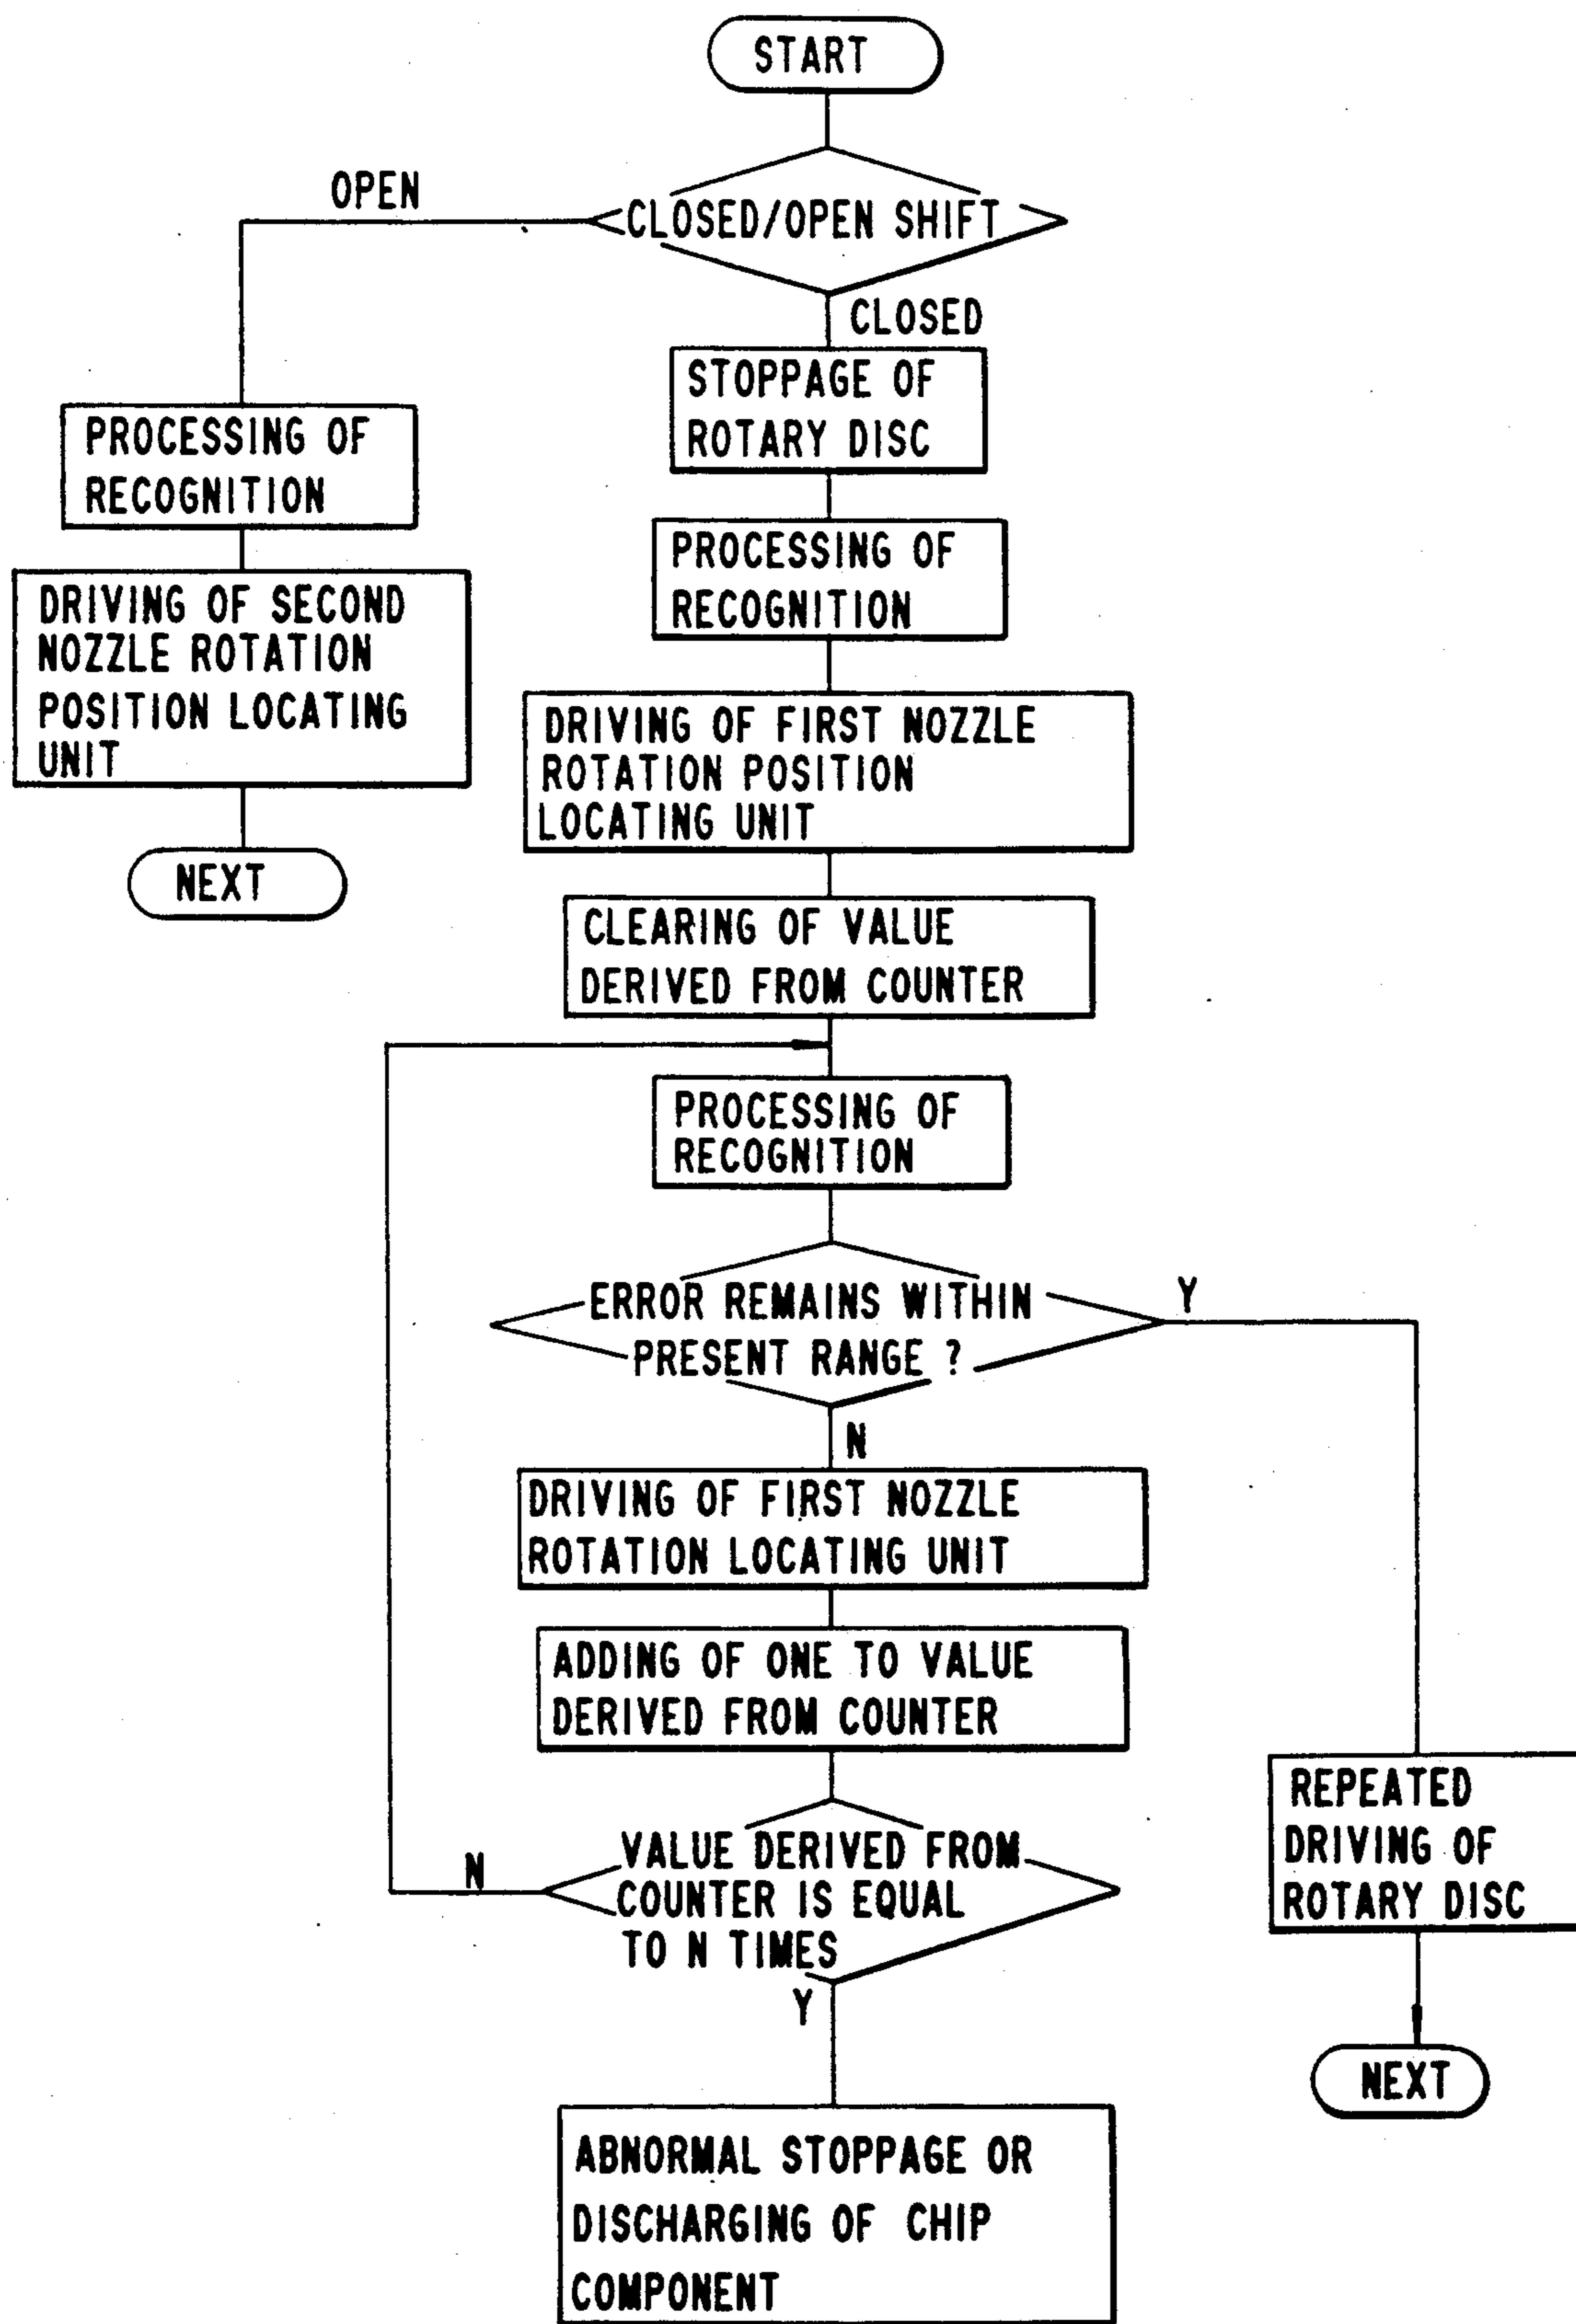 START
OPEN
CLOSED/OPEN SHIFT
CLOSED
STOPPAGE OF
ROTARY DISC
PROCESSING OF
RECOGNITION
DRIVING OF SECOND
NOZZLE ROTATION
POSITION LOCATING
UNIT
NEXT
PROCESSING OF
RECOGNITION
DRIVING OF FIRST NOZZLE
ROTATION POSITION
LOCATING UNIT
CLEARING OF VALUE
DERIVED FROM COUNTER
PROCESSING OF
RECOGNITION
ERROR REMAINS WITHIN
PRESENT RANGE ?
Y
N
DRIVING OF FIRST NOZZLE
ROTATION LOCATING UNIT
ADDING OF ONE TO VALUE
DERIVED FROM COUNTER
VALUE DERIVED FROM
COUNTER IS EQUAL
TO N TIMES
N
Y
REPEATED
DRIVING OF
ROTARY DISC
NEXT
ABNORMAL STOPPAGE OR
DISCHARGING OF CHIP
COMPONENT